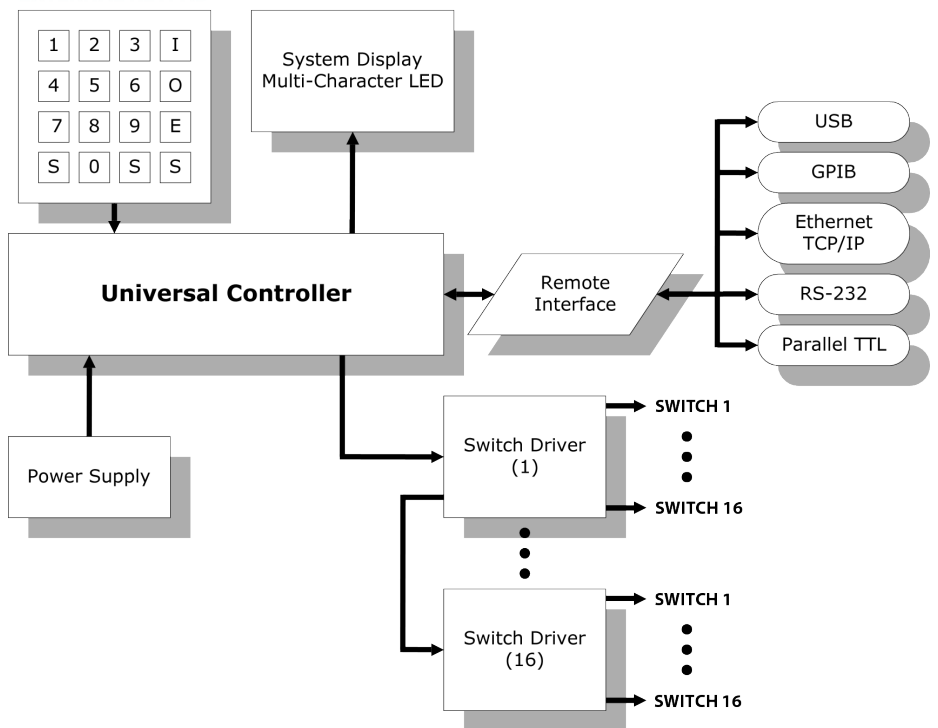 1 2 3 I
4 5 6 O
7 8 9 E
S 0 S S
System Display
Multi-Character LED
Universal Controller
Remote
Interface
USB
GPIB
Ethernet
TCP/IP
RS-232
Parallel TTL
Power Supply
Switch Driver
(1)
SWITCH 1
SWITCH 16
Switch Driver
(16)
SWITCH 1
SWITCH 16